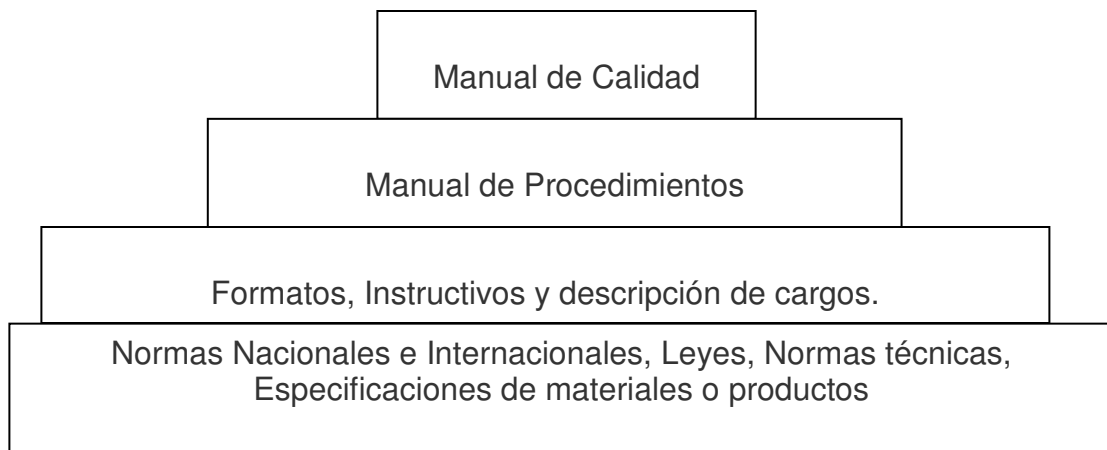 Manual de Calidad
Manual de Procedimientos
Formatos, Instructivos y descripción de cargos.
Normas Nacionales e Internacionales, Leyes, Normas técnicas,
Especificaciones de materiales o productos